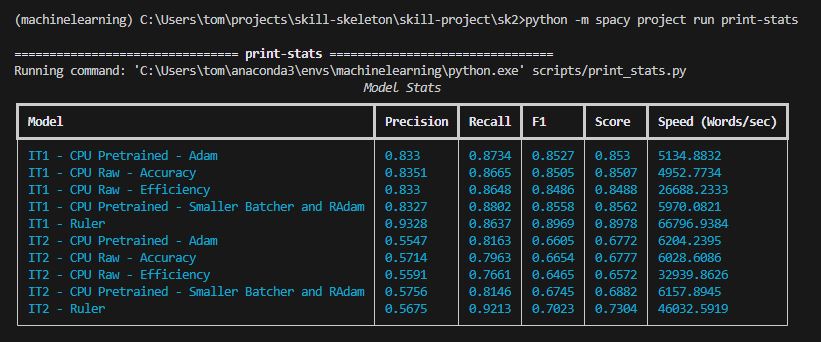 (machinelearning) C:\Users\tom\projects\skill-skeleton\skill-project\sk2>python -m spacy project run print-stats
================================ print-stats ================================
Running command: 'C:\Users\tom\anaconda3\envs\machinelearning\python.exe' scripts/print_stats.py
Model Stats
Model Precision Recall F1 Score Speed (Words/sec)
IT1 - CPU Pretrained - Adam 0.833 0.8734 0.8527 0.853 5134.8832
IT1 - CPU Raw - Accuracy 0.8351 0.8665 0.8505 0.8507 4952.7734
IT1 - CPU Raw - Efficiency 0.833 0.8648 0.8486 0.8488 26688.2333
IT1 - CPU Pretrained - Smaller Batcher and RAdam 0.8327 0.8802 0.8558 0.8562 5970.0821
IT1 - Ruler 0.9328 0.8637 0.8969 0.8978 66796.9384
IT2 - CPU Pretrained - Adam 0.5547 0.8163 0.6605 0.6772 6204.2395
IT2 - CPU Raw - Accuracy 0.5714 0.7963 0.6654 0.6777 6028.6086
IT2 - CPU Raw - Efficiency 0.5591 0.7661 0.6465 0.6572 32939.8626
IT2 - CPU Pretrained - Smaller Batcher and RAdam 0.5756 0.8146 0.6745 0.6882 6157.8945
IT2 - Ruler 0.5675 0.9213 0.7023 0.7304 46032.5919